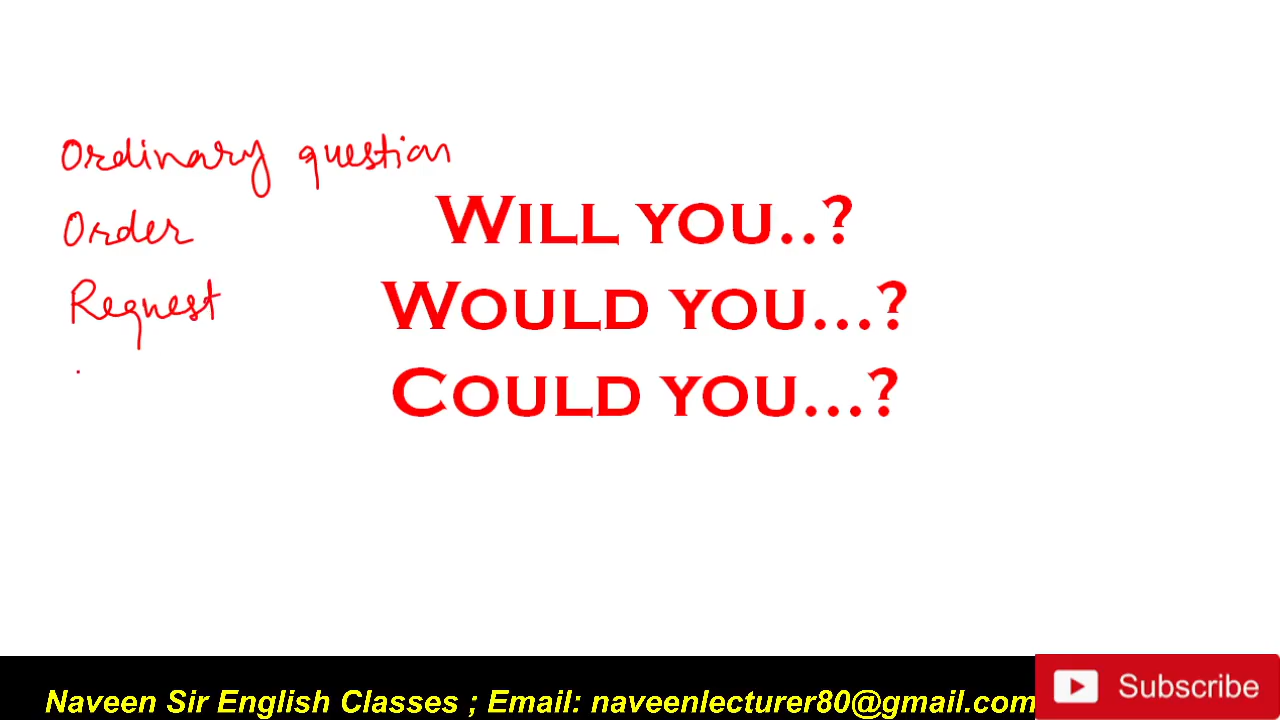 Ordinary question
Order
Request
WILL YOU..?
WOULD YOU...?
COULD YOU...?
Naveen Sir English Classes ; Email: naveenlecturer80@gmail.com
Subscribe